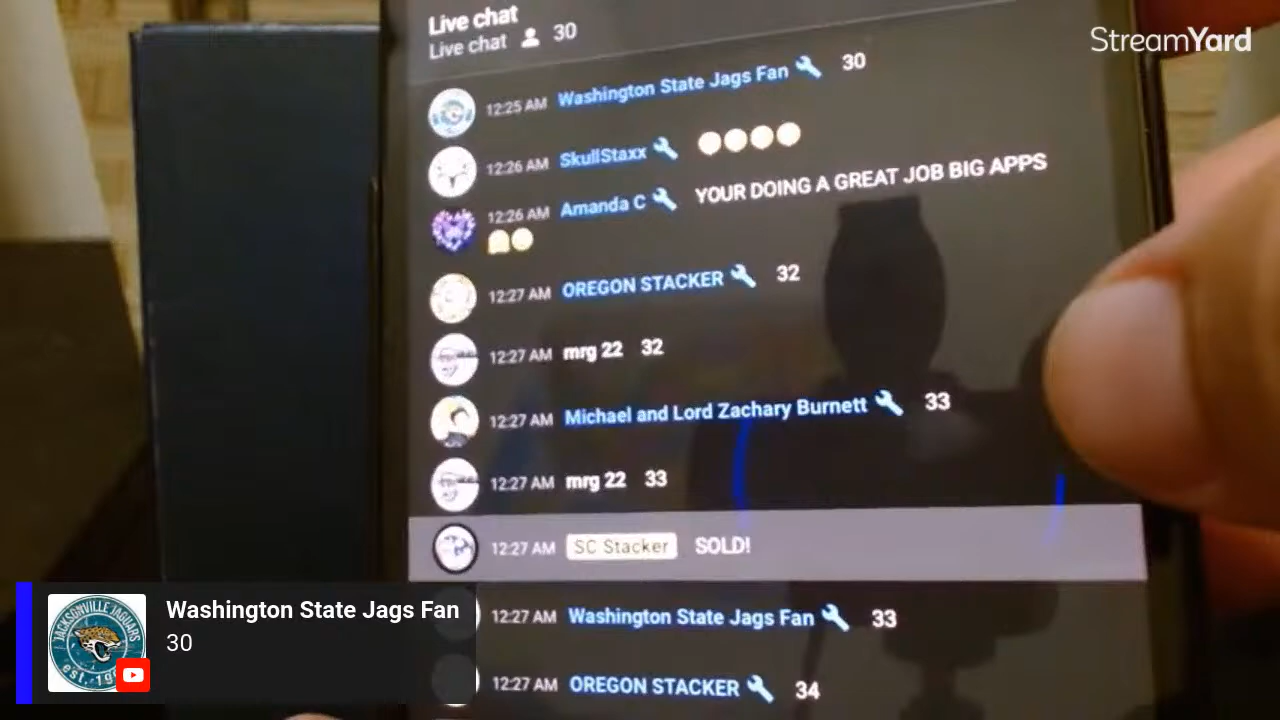 Live chat
Live chat 30
StreamYard
12:25 AM Washington State Jags Fan 30
12:26 AM SkullStaxx
12:26 AM Amanda C YOUR DOING A GREAT JOB BIG APPS
12:27 AM OREGON STACKER 32
12:27 AM mrg 22 32
12:27 AM Michael and Lord Zachary Burnett 33
12:27 AM mrg 22 33
12:27 AM SC Stacker SOLD!
12:27 AM Washington State Jags Fan 33
12:27 AM OREGON STACKER 34
JACKSONVILLE JAGUARS
Washington State Jags Fan
30